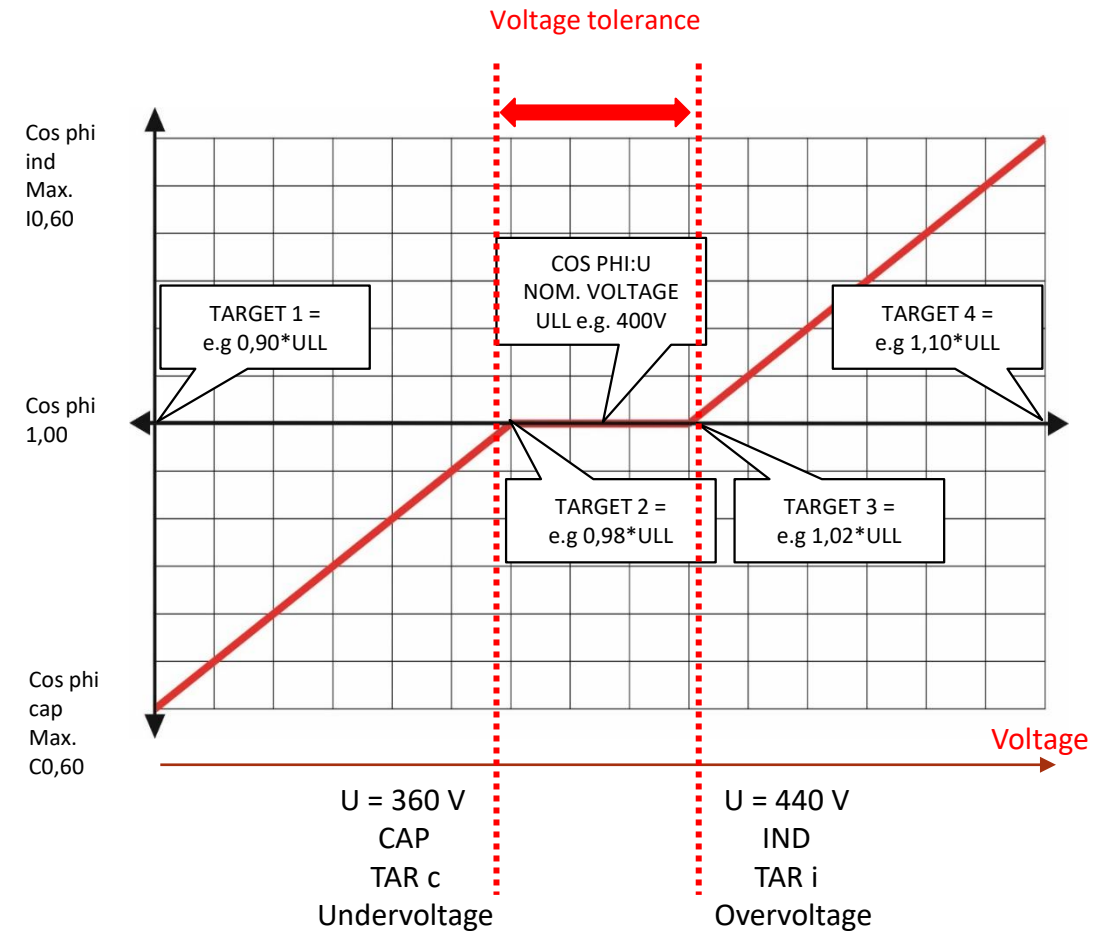 Voltage tolerance
Cos phi
ind
Max.
I0,60
COS PHI:U
NOM. VOLTAGE
ULL e.g. 400V
TARGET 1 =
e.g 0,90*ULL
TARGET 4 =
e.g 1,10*ULL
Cos phi
1,00
TARGET 2 =
e.g 0,98*ULL
TARGET 3 =
e.g 1,02*ULL
Cos phi
cap
Max.
C0,60
Voltage
U = 360 V
CAP
TAR c
Undervoltage
U = 440 V
IND
TAR i
Overvoltage